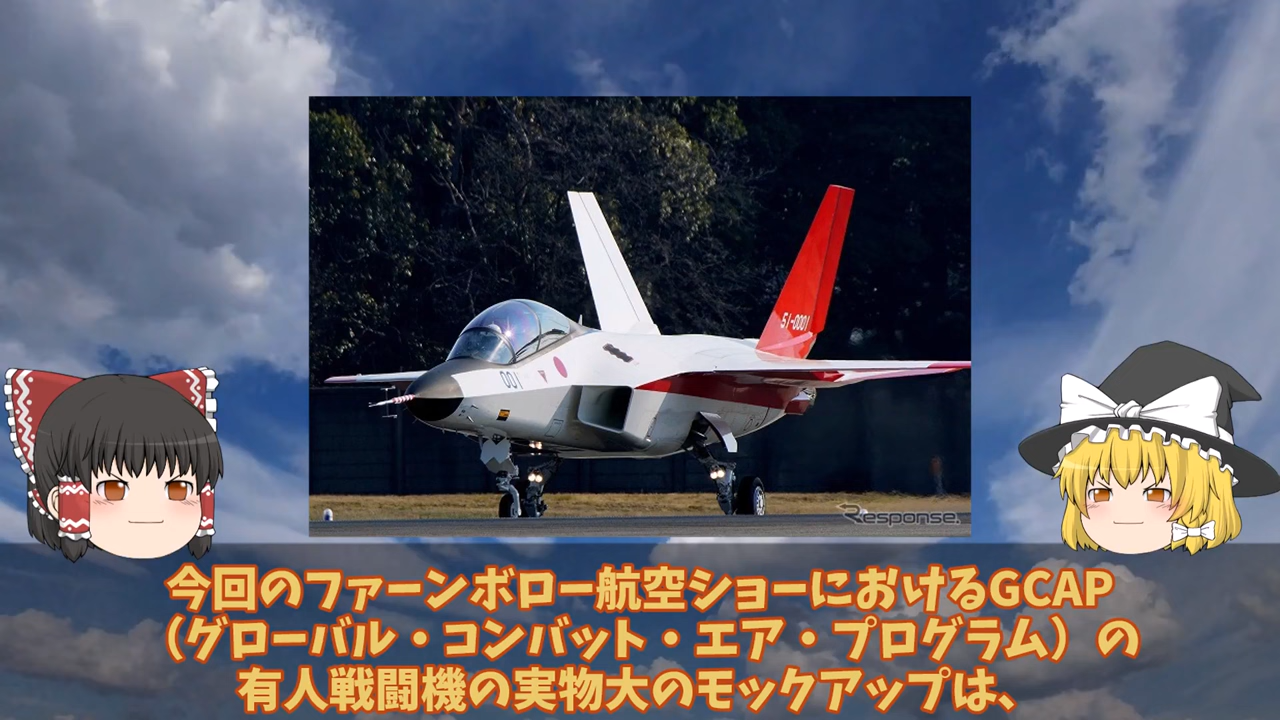 51-0001
001
Response.
今回のファーンボロー航空ショーにおけるGCAP
（グローバル・コンバット・エア・プログラム）の
有人戦闘機の実物大のモックアップは、